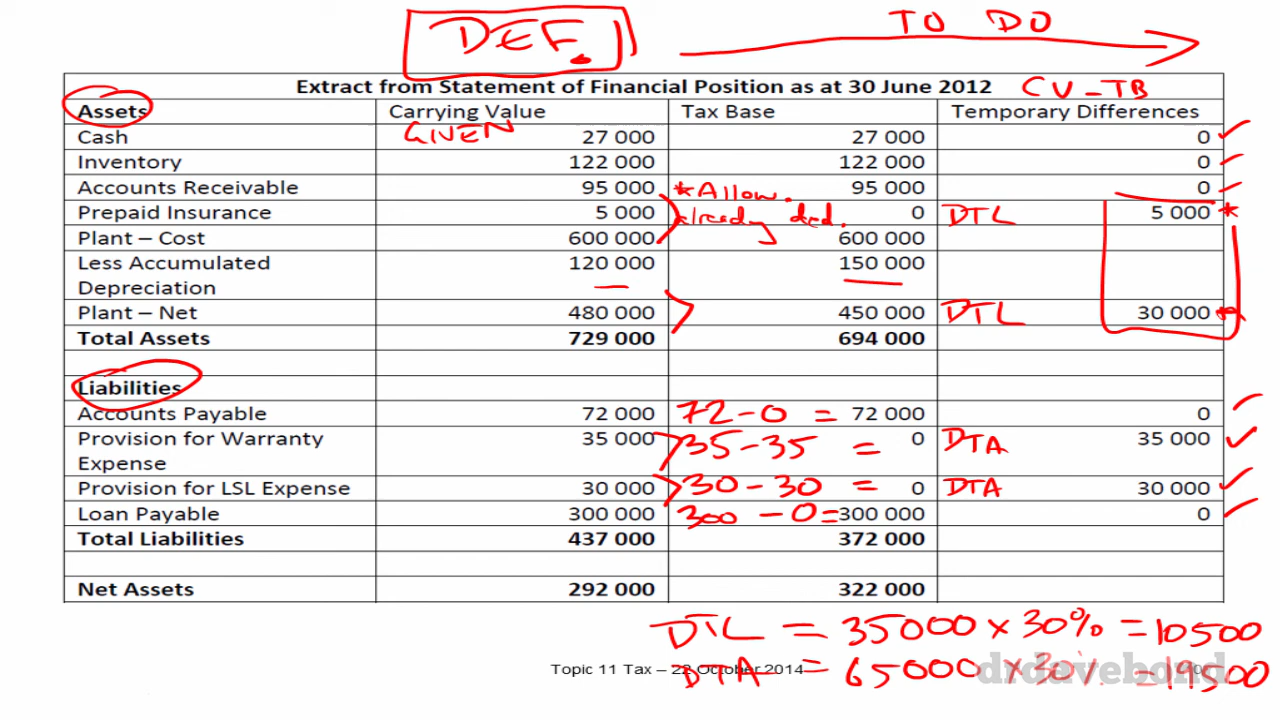 DEF.
TO DO
Extract from Statement of Financial Position as at 30 June 2012 CV - TB
Assets Carrying Value Tax Base Temporary Differences
GIVEN
Cash 27 000 27 000 0
Inventory 122 000 122 000 0
Accounts Receivable 95 000 *Allow. 95 000 0
Prepaid Insurance 5 000 already ded. 0 DTL 5 000 *
Plant – Cost 600 000 600 000
Less Accumulated 120 000 150 000
Depreciation
Plant – Net 480 000 450 000 DTL 30 000 *
Total Assets 729 000 694 000
Liabilities
Accounts Payable 72 000 72 - 0 = 72 000 0
Provision for Warranty 35 000 35 - 35 = 0 DTA 35 000
Expense
Provision for LSL Expense 30 000 30 - 30 = 0 DTA 30 000
Loan Payable 300 000 300 - 0 = 300 000 0
Total Liabilities 437 000 372 000
Net Assets 292 000 322 000
DTL = 35000 × 30% = 10500
Topic 11 Tax – 22 October 2014
DTA = 65000 × 30% = 19500
drdavebond